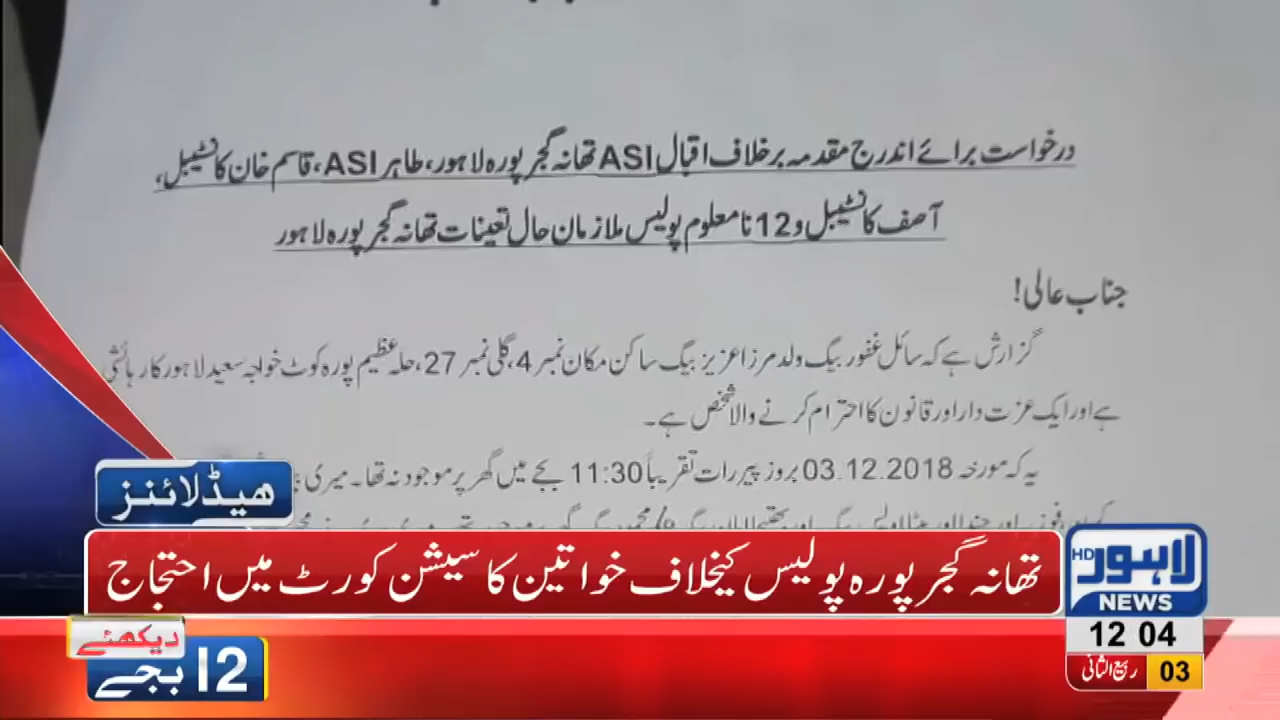 درخواست برائے اندرج مقدمہ برخلاف اقبال ASI تھانہ گجر پورہ لاہور، طاہر ASI، قاسم خان کانسٹیبل،
آصف کانسٹیبل و 12 نامعلوم پولیس ملازمان حال تعینات تھانہ گجر پورہ لاہور
جناب عالی!
گزارش ہے کہ سائل غفور بیگ ولد مرزا عزیز بیگ ساکن مکان نمبر 4، گلی نمبر 27، حلہ عظیم پورہ کوٹ خواجہ سعید لاہور کا رہائشی
ہے اور ایک عزت دار اور قانون کا احترام کرنے والا شخص ہے۔
یہ کہ مورخہ 03.12.2018 بروز پیر رات تقریباً 11:30 بجے میں گھر پر موجود نہ تھا۔ میری
ھیڈلائنز
تھانہ گجر پورہ پولیس کیخلاف خواتین کا سیشن کورٹ میں احتجاج
لاہور HD
NEWS
12 04
03 ربیع الثانی
دیکھئے
12 بجے